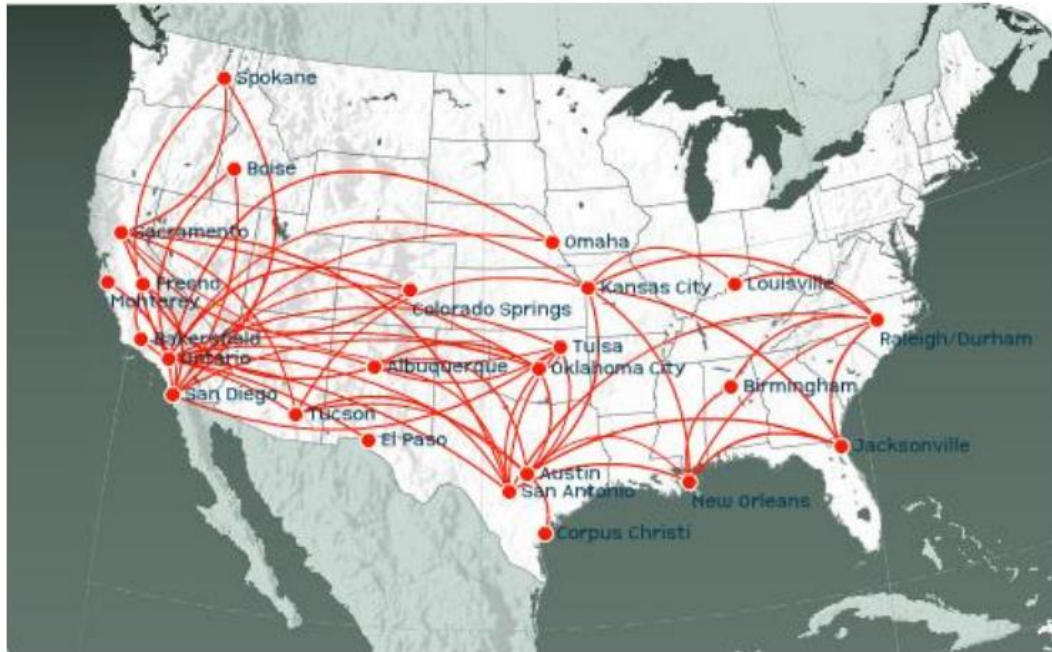 Spokane
Boise
Sacramento
Omaha
Fresno
Monterey
Colorado Springs
Kansas City
Louisville
Bakersfield
Ontario
Tulsa
Raleigh/Durham
Albuquerque
Oklahoma City
Birmingham
San Diego
Tucson
El Paso
Jacksonville
Austin
San Antonio
New Orleans
Corpus Christi